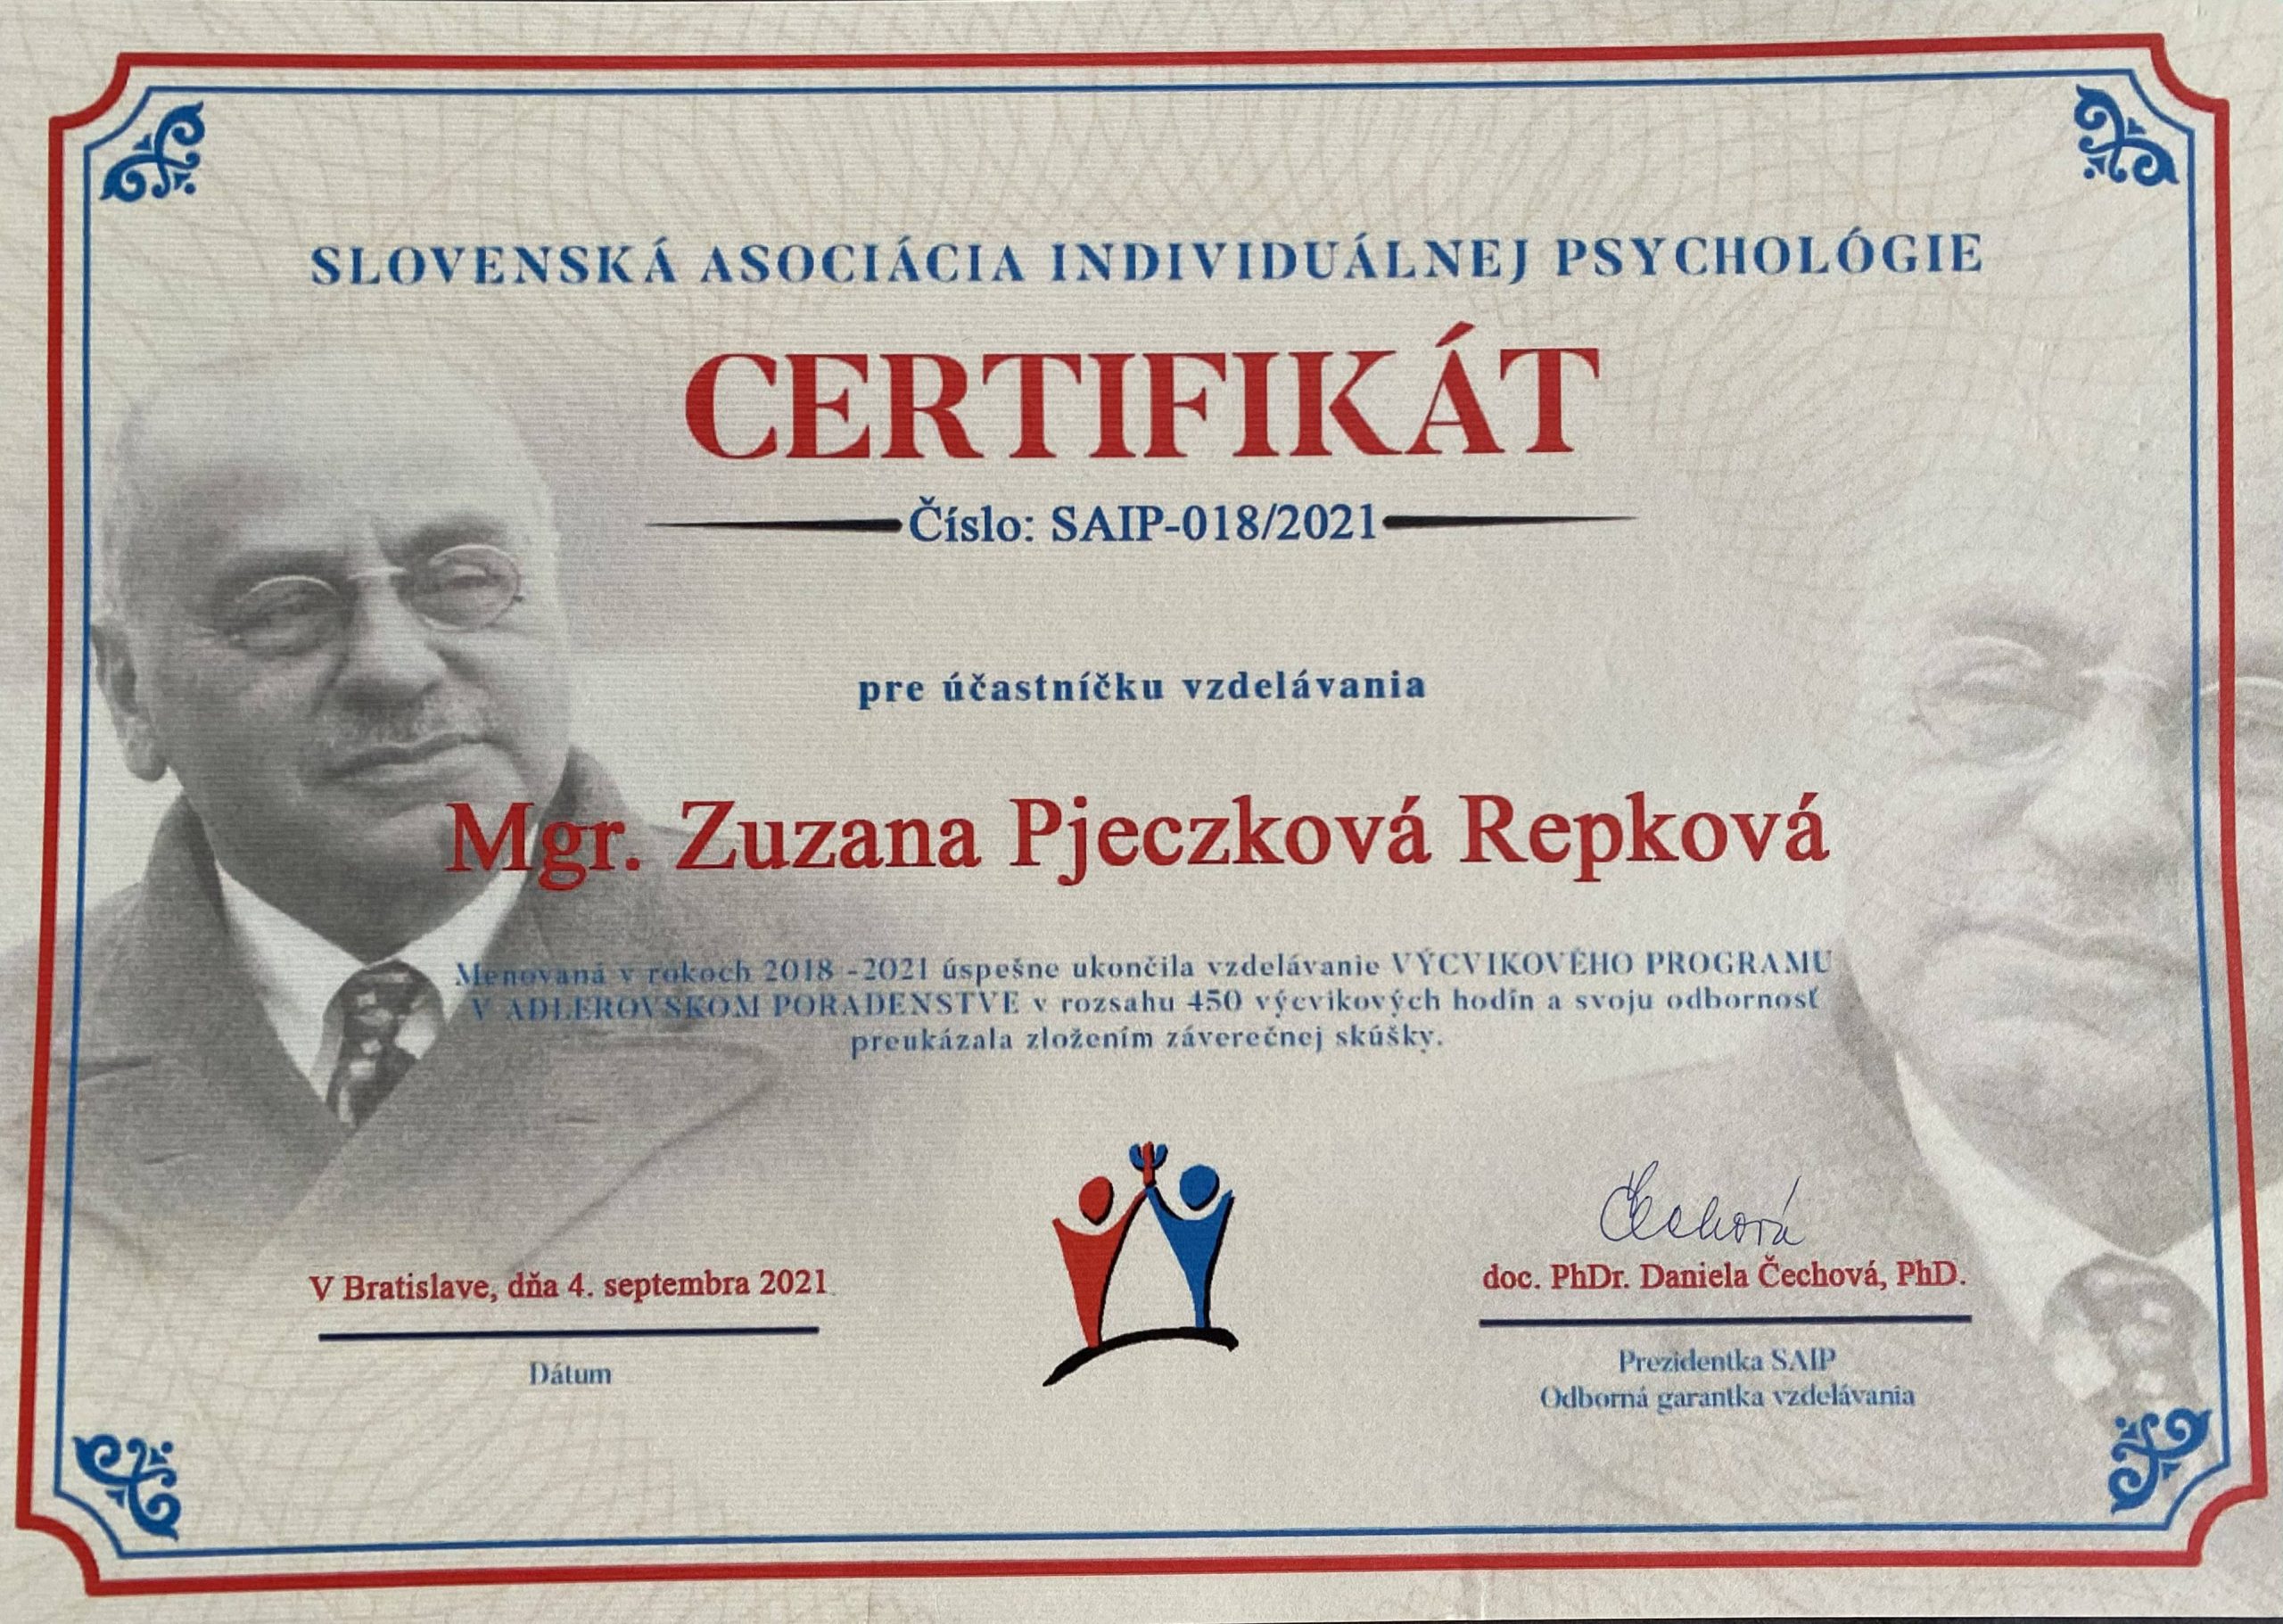 SLOVENSKÁ ASOCIÁCIA INDIVIDUÁLNEJ PSYCHOLÓGIE
CERTIFIKÁT
Číslo: SAIP-018/2021
pre účastníčku vzdelávania
Mgr. Zuzana Pjeczková Repková
Menovaná v rokoch 2018 -2021 úspešne ukončila vzdelávanie VÝCVIKOVÉHO PROGRAMU
V ADLEROVSKOM PORADENSTVE v rozsahu 450 výcvikových hodín a svoju odbornosť
preukázala zložením záverečnej skúšky.
Čechová
V Bratislave, dňa 4. septembra 2021
doc. PhDr. Daniela Čechová, PhD.
Dátum
Prezidentka SAIP
Odborná garantka vzdelávania